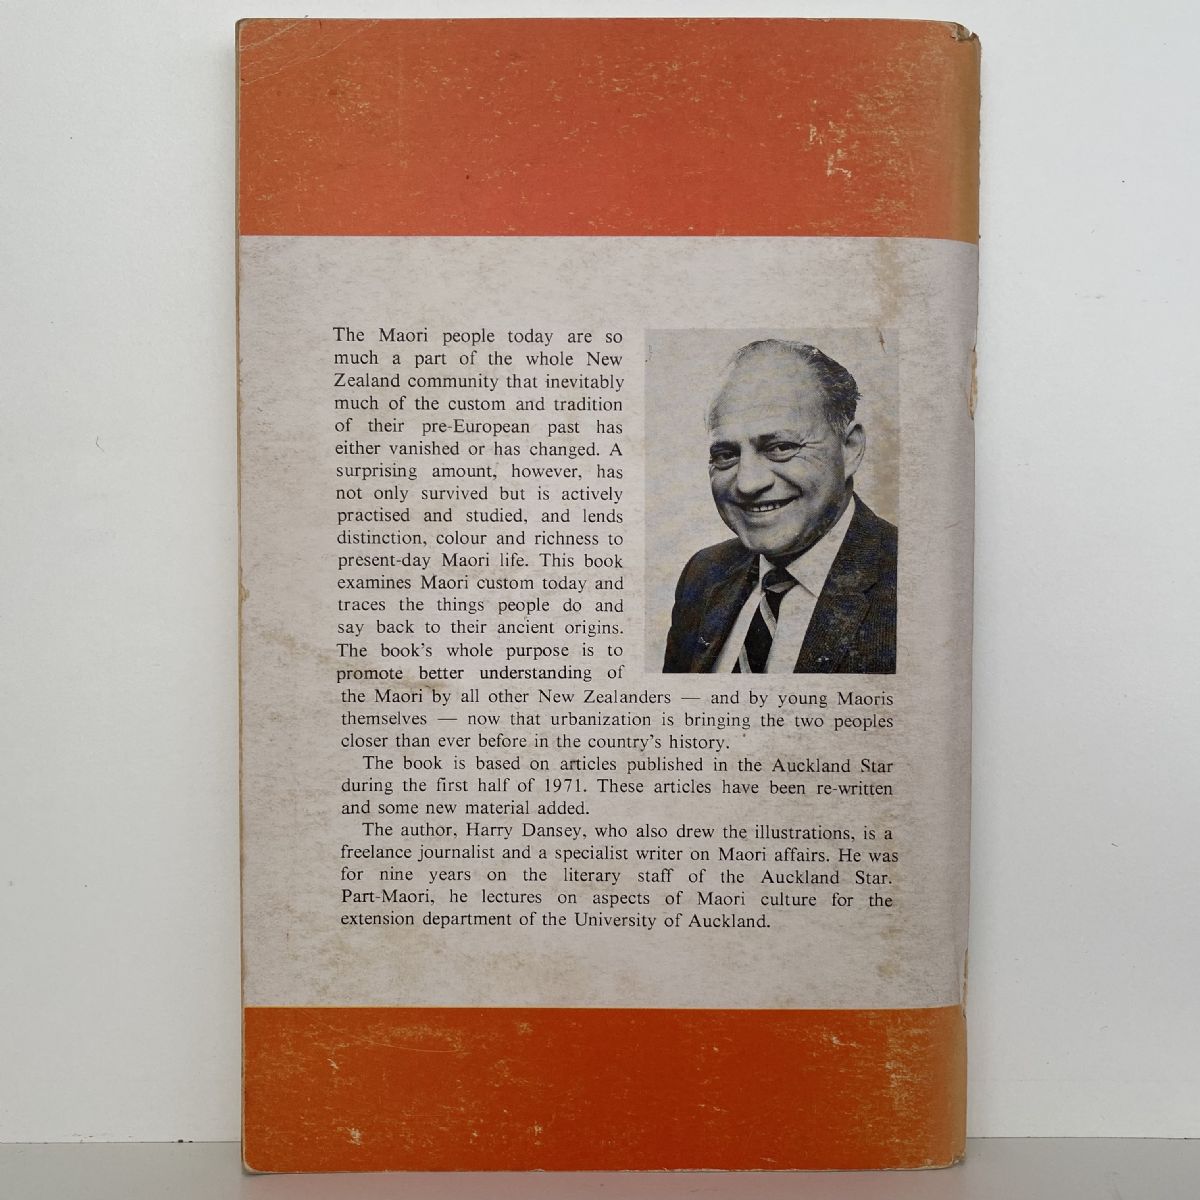 The Maori people today are so
much a part of the whole New
Zealand community that inevitably
much of the custom and tradition
of their pre-European past has
either vanished or has changed. A
surprising amount, however, has
not only survived but is actively
practised and studied, and lends
distinction, colour and richness to
present-day Maori life. This book
examines Maori custom today and
traces the things people do and
say back to their ancient origins.
The book's whole purpose is to
promote better understanding of
the Maori by all other New Zealanders — and by young Maoris
themselves — now that urbanization is bringing the two peoples
closer than ever before in the country's history.
The book is based on articles published in the Auckland Star
during the first half of 1971. These articles have been re-written
and some new material added.
The author, Harry Dansey, who also drew the illustrations, is a
freelance journalist and a specialist writer on Maori affairs. He was
for nine years on the literary staff of the Auckland Star.
Part-Maori, he lectures on aspects of Maori culture for the
extension department of the University of Auckland.